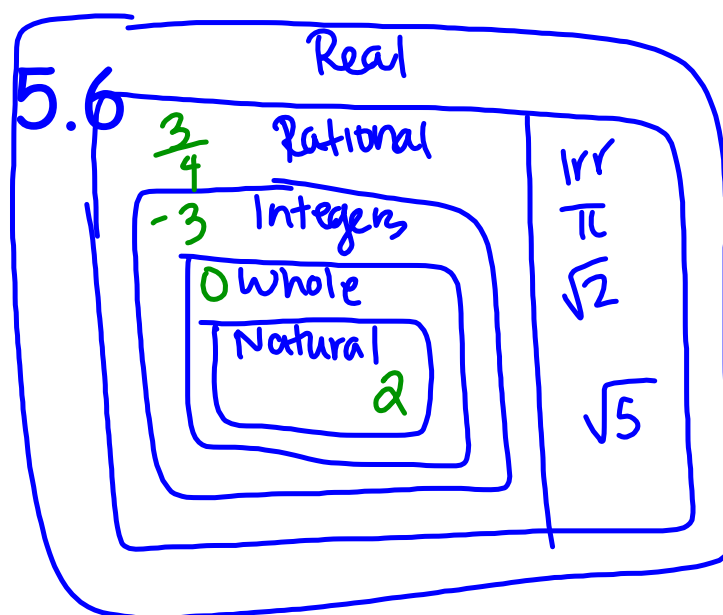 Real
5.6
3/4
Rational
Irr
π
-3
Integers
√2
0 Whole
Natural
2
√5